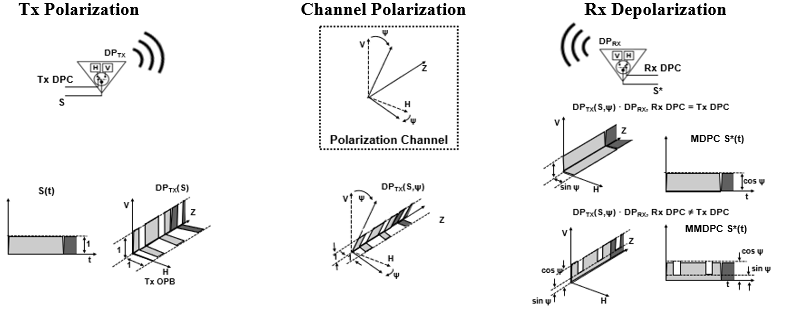 Tx Polarization
DP_TX
H V
Tx DPC
S
S(t)
1
t
DP_TX(S)
V
Z
1
1
H
Tx OPB
Channel Polarization
ψ
V
Z
H
ψ
Polarization Channel
DP_TX(S,ψ)
V
ψ
Z
1
1
H
ψ
Rx Depolarization
DP_RX
H V
Rx DPC
S*
DP_TX(S,ψ) · DP_RX, Rx DPC = Tx DPC
V
Z
sin ψ
H
MDPC S*(t)
cos ψ
t
DP_TX(S,ψ) · DP_RX, Rx DPC ≠ Tx DPC
V
Z
cos ψ
sin ψ
H
MMDPC S*(t)
cos ψ
sin ψ
t